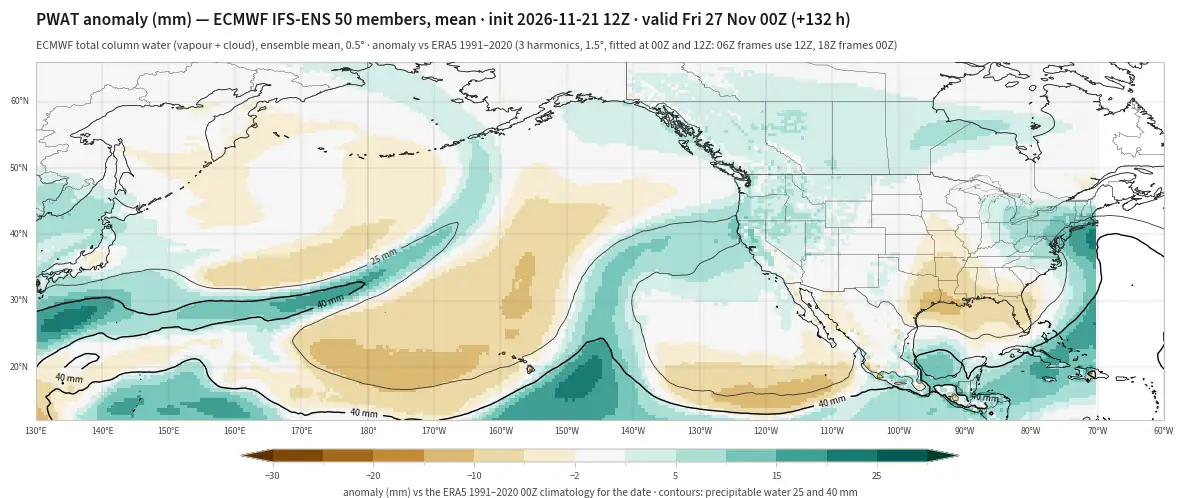 PWAT anomaly (mm) — ECMWF IFS-ENS 50 members, mean · init 2026-11-21 12Z · valid Fri 27 Nov 00Z (+132 h)
ECMWF total column water (vapour + cloud), ensemble mean, 0.5° · anomaly vs ERA5 1991–2020 (3 harmonics, 1.5°, fitted at 00Z and 12Z: 06Z frames use 12Z, 18Z frames 00Z)
60°N
50°N
25 mm
40°N
40 mm
30°N
20°N
40 mm
40 mm
40 mm
40 mm
130°E 140°E 150°E 160°E 170°E 180° 170°W 160°W 150°W 140°W 130°W 120°W 110°W 100°W 90°W 80°W 70°W 60°W
−30 −20 −10 −2 5 15 25
anomaly (mm) vs the ERA5 1991–2020 00Z climatology for the date · contours: precipitable water 25 and 40 mm